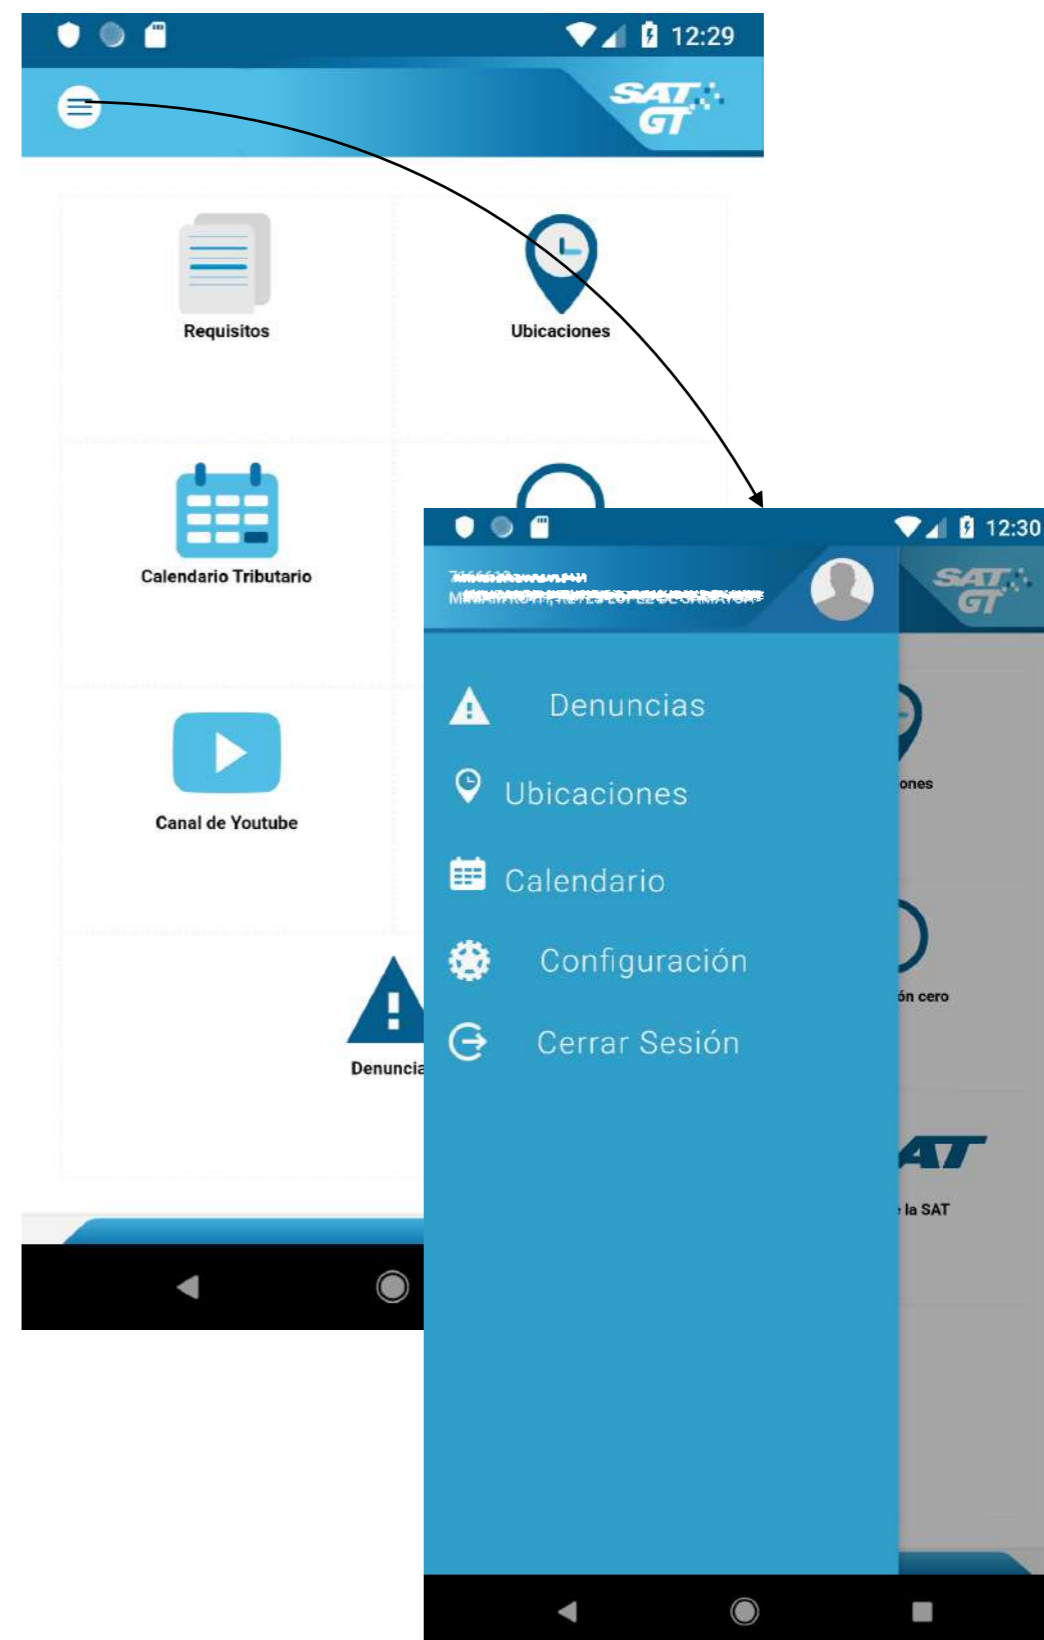 12:29
SAT
GT
Requisitos
Ubicaciones
Calendario Tributario
Canal de Youtube
Denuncia
12:30
SAT
GT
Denuncias
Ubicaciones
Calendario
Configuración
Cerrar Sesión
ones
ón cero
AT
la SAT